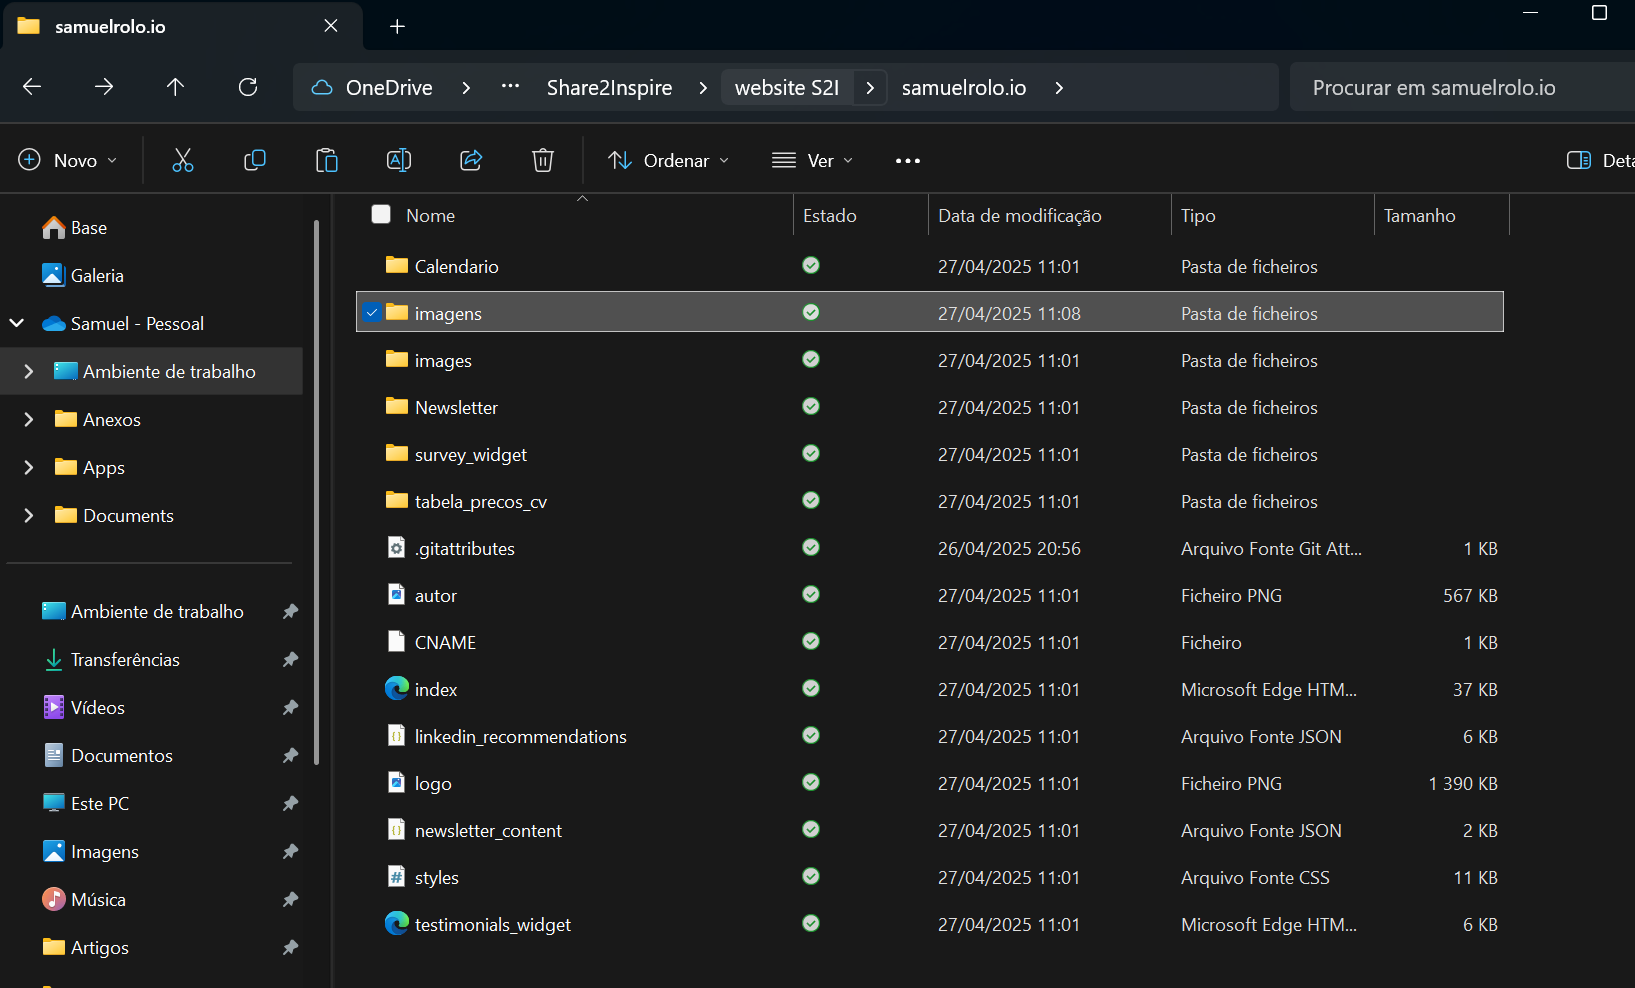 samuelrolo.io
OneDrive > ... Share2Inspire > website S2I > samuelrolo.io >
Procurar em samuelrolo.io
Novo
Ordenar
Ver
...
Nome Estado Data de modificação Tipo Tamanho
Base
Galeria
Samuel - Pessoal
Ambiente de trabalho
Anexos
Apps
Documents
Ambiente de trabalho
Transferências
Vídeos
Documentos
Este PC
Imagens
Música
Artigos
Calendario 27/04/2025 11:01 Pasta de ficheiros
imagens 27/04/2025 11:08 Pasta de ficheiros
images 27/04/2025 11:01 Pasta de ficheiros
Newsletter 27/04/2025 11:01 Pasta de ficheiros
survey_widget 27/04/2025 11:01 Pasta de ficheiros
tabela_precos_cv 27/04/2025 11:01 Pasta de ficheiros
.gitattributes 26/04/2025 20:56 Arquivo Fonte Git Att... 1 KB
autor 27/04/2025 11:01 Ficheiro PNG 567 KB
CNAME 27/04/2025 11:01 Ficheiro 1 KB
index 27/04/2025 11:01 Microsoft Edge HTM... 37 KB
linkedin_recommendations 27/04/2025 11:01 Arquivo Fonte JSON 6 KB
logo 27/04/2025 11:01 Ficheiro PNG 1 390 KB
newsletter_content 27/04/2025 11:01 Arquivo Fonte JSON 2 KB
styles 27/04/2025 11:01 Arquivo Fonte CSS 11 KB
testimonials_widget 27/04/2025 11:01 Microsoft Edge HTM... 6 KB